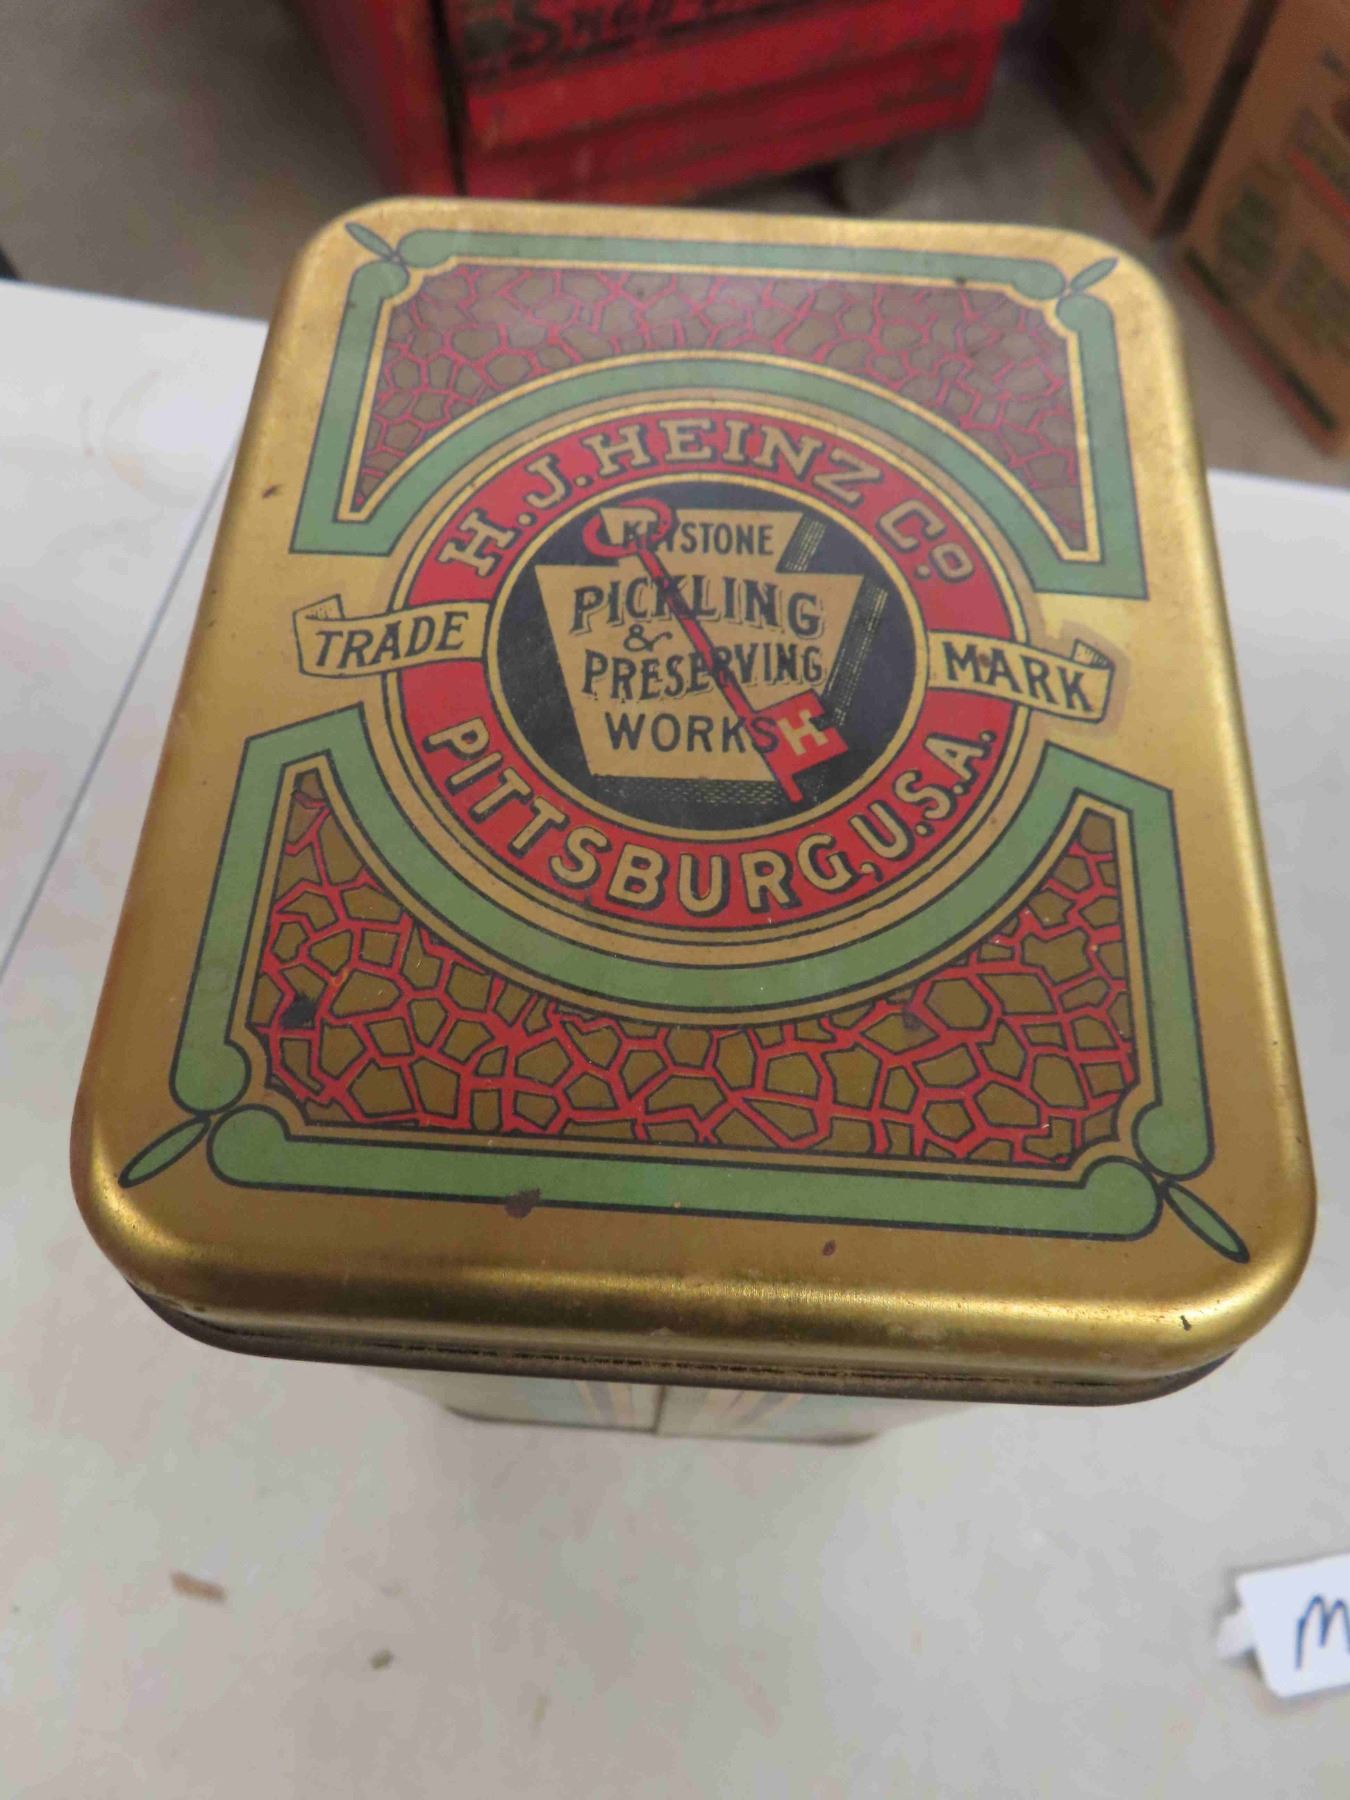 H. J. HEINZ Co
KEYSTONE
PICKLING
&
PRESERVING
WORKS
H
TRADE MARK
PITTSBURG, U.S.A.
M